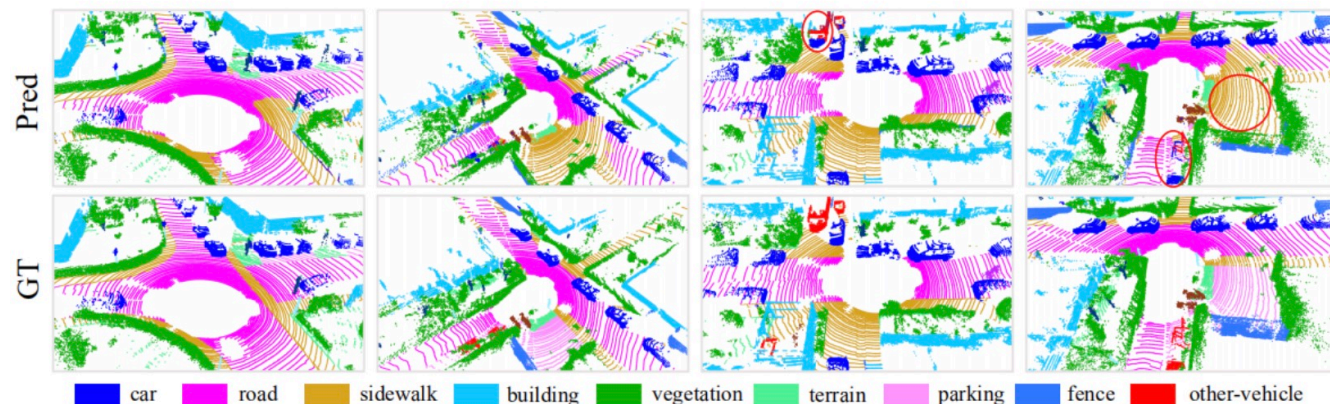 Pred
GT
car road sidewalk building vegetation terrain parking fence other-vehicle